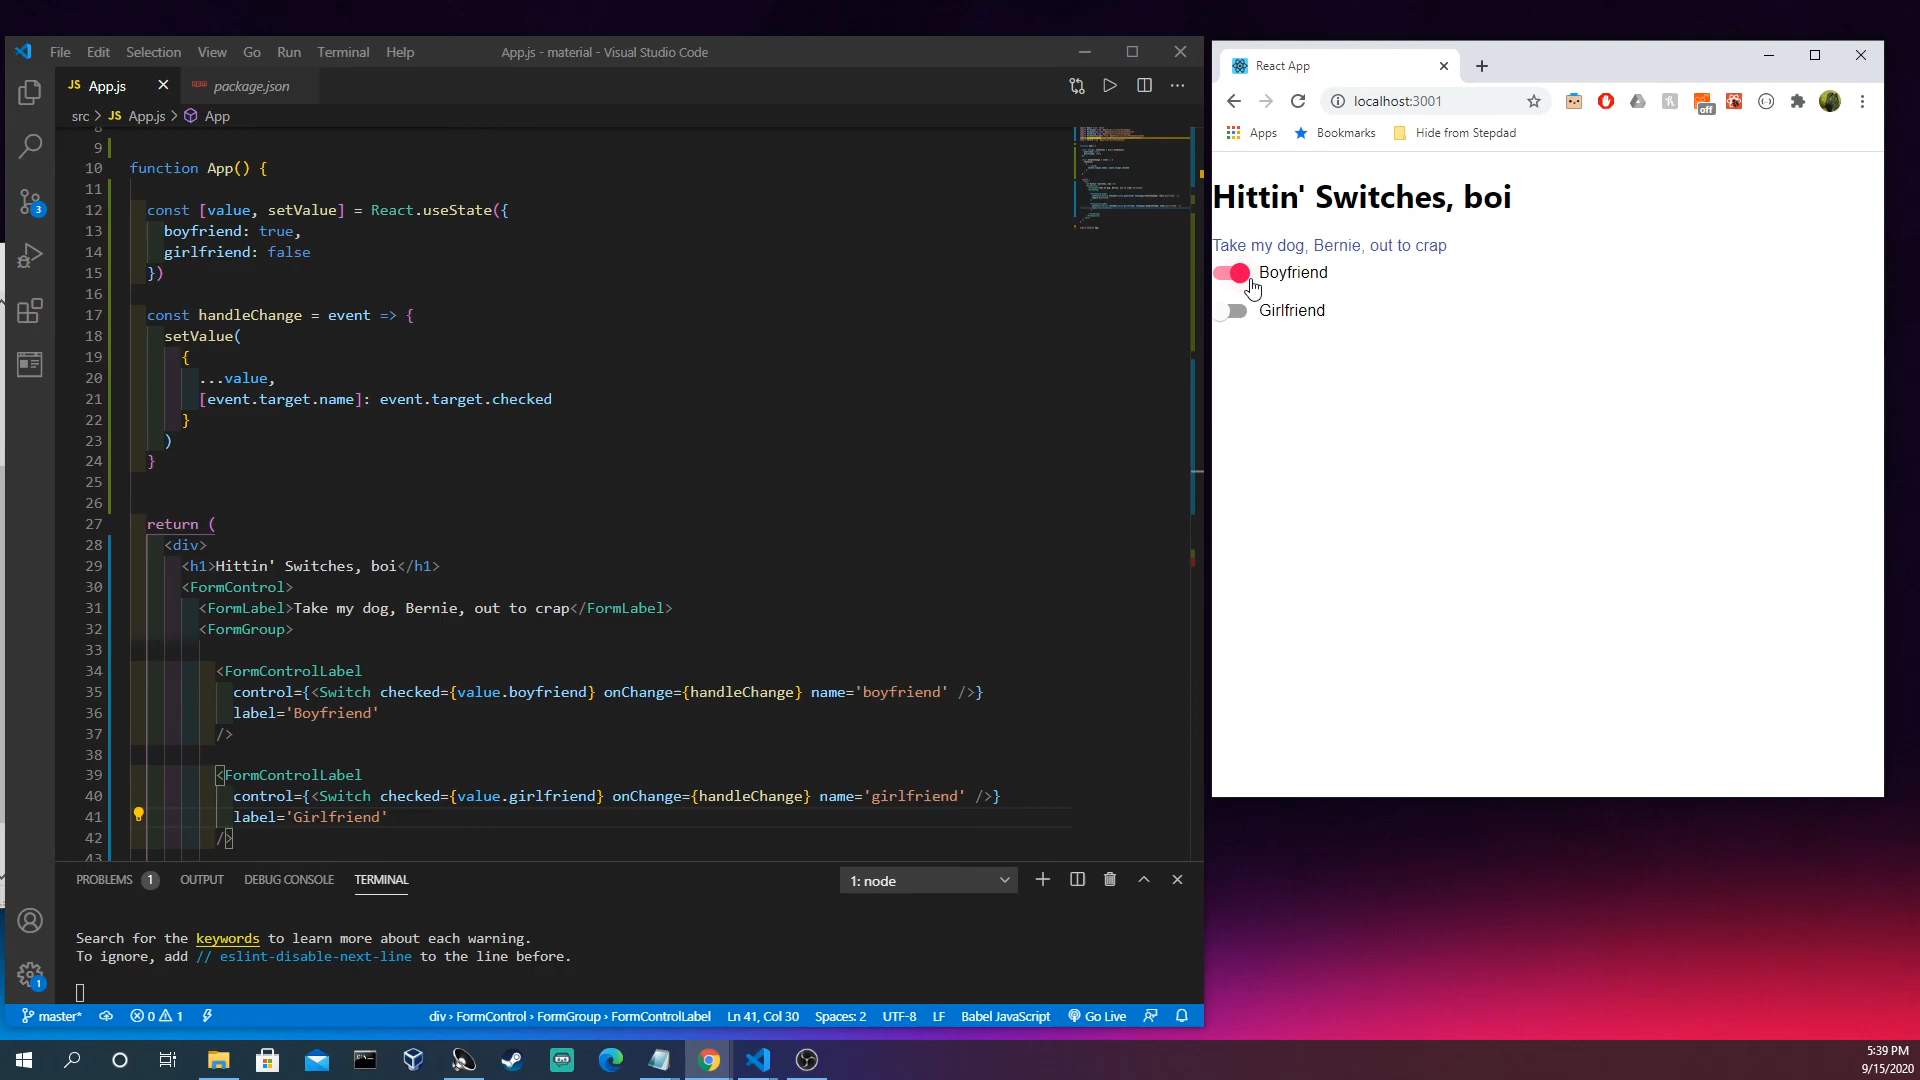 File Edit Selection View Go Run Terminal Help
App.js - material - Visual Studio Code
JS App.js
package.json
src > JS App.js > App
8
9
10 function App() {
11
12 const [value, setValue] = React.useState({
13 boyfriend: true,
14 girlfriend: false
15 })
16
17 const handleChange = event => {
18 setValue(
19 {
20 ...value,
21 [event.target.name]: event.target.checked
22 }
23 )
24 }
25
26
27 return (
28 <div>
29 <h1>Hittin' Switches, boi</h1>
30 <FormControl>
31 <FormLabel>Take my dog, Bernie, out to crap</FormLabel>
32 <FormGroup>
33
34 <FormControlLabel
35 control={<Switch checked={value.boyfriend} onChange={handleChange} name='boyfriend' />}
36 label='Boyfriend'
37 />
38
39 <FormControlLabel
40 control={<Switch checked={value.girlfriend} onChange={handleChange} name='girlfriend' />}
41 label='Girlfriend'
42 />
43
3
1
PROBLEMS 1 OUTPUT DEBUG CONSOLE TERMINAL
1: node
Search for the keywords to learn more about each warning.
To ignore, add // eslint-disable-next-line to the line before.
master* 0 1 div > FormControl > FormGroup > FormControlLabel Ln 41, Col 30 Spaces: 2 UTF-8 LF Babel JavaScript Go Live
React App
localhost:3001
off
Apps Bookmarks Hide from Stepdad
Hittin' Switches, boi
Take my dog, Bernie, out to crap
Boyfriend
Girlfriend
5:39 PM
9/15/2020